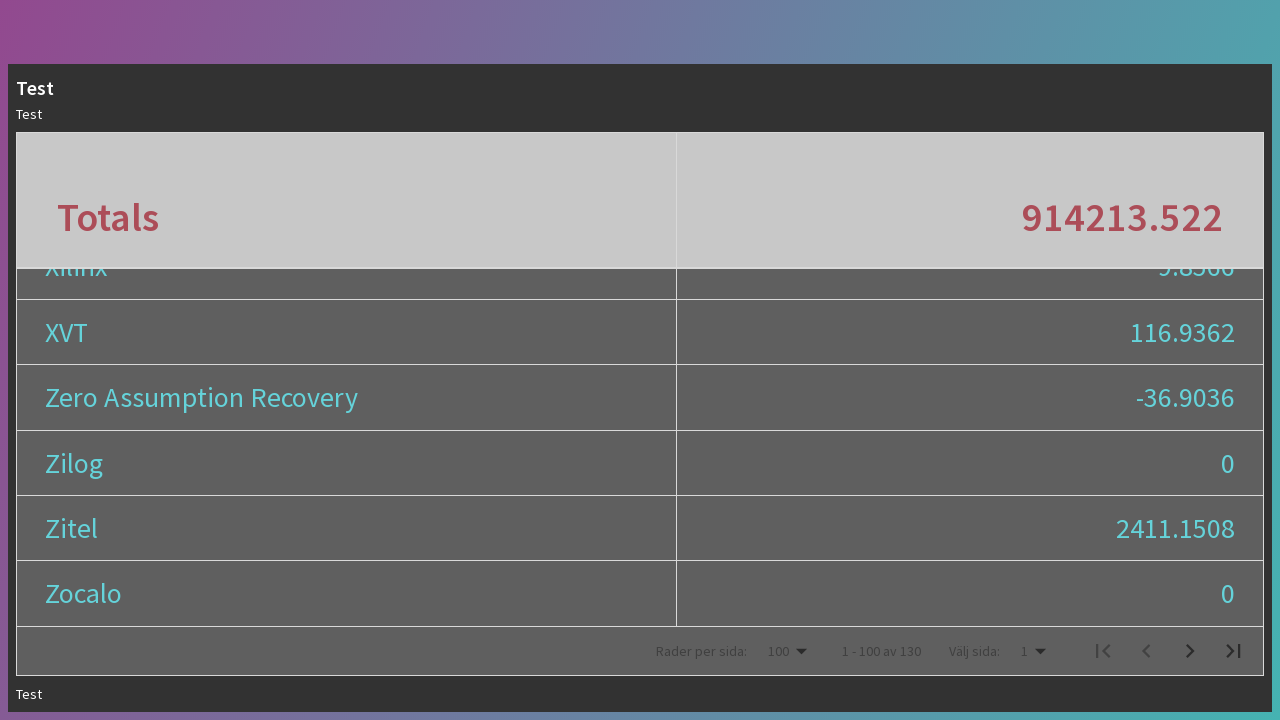 Test
Test
Totals 914213.522
Xilinx
XVT 116.9362
Zero Assumption Recovery -36.9036
Zilog 0
Zitel 2411.1508
Zocalo 0
Rader per sida: 100 1 - 100 av 130 Välj sida: 1
Test